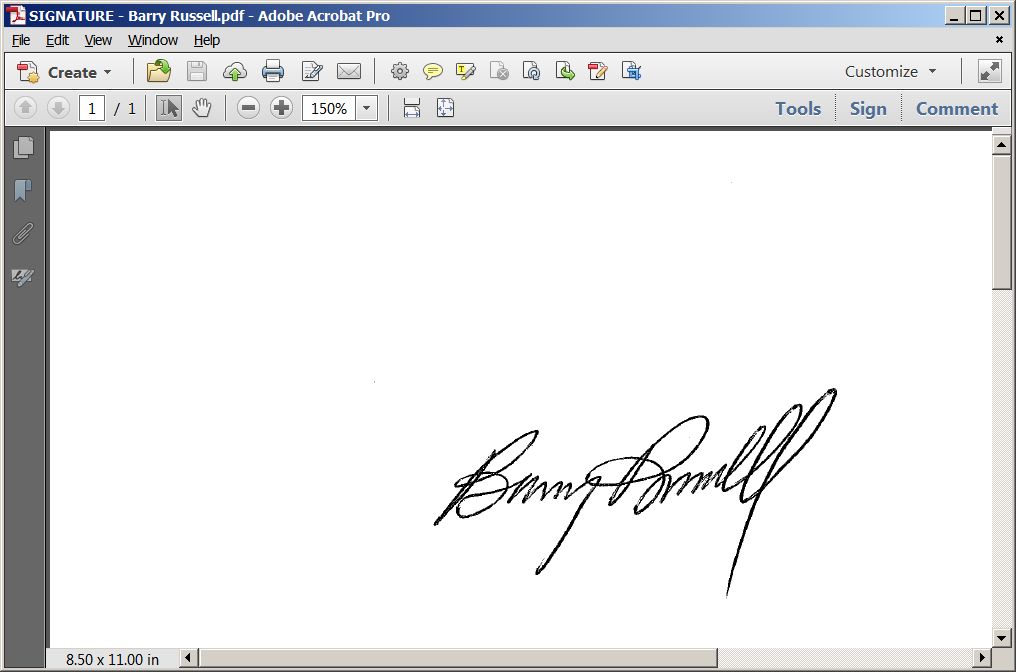 SIGNATURE - Barry Russell.pdf - Adobe Acrobat Pro
File Edit View Window Help
Create Customize
1 / 1 150% Tools Sign Comment
Barry Russell
8.50 x 11.00 in